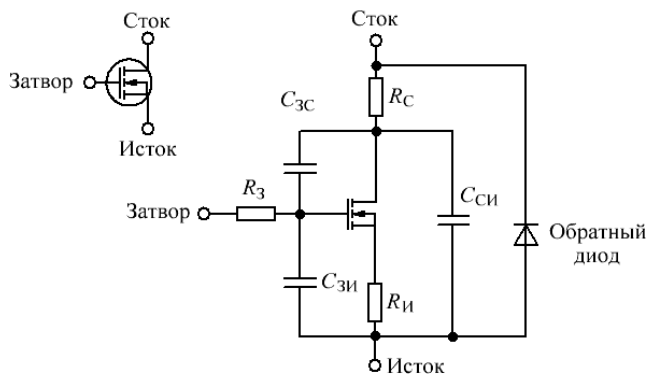 Сток
Затвор
Исток
Сток
C_ЗС
R_С
R_З
Затвор
C_СИ
Обратный
диод
C_ЗИ
R_И
Исток